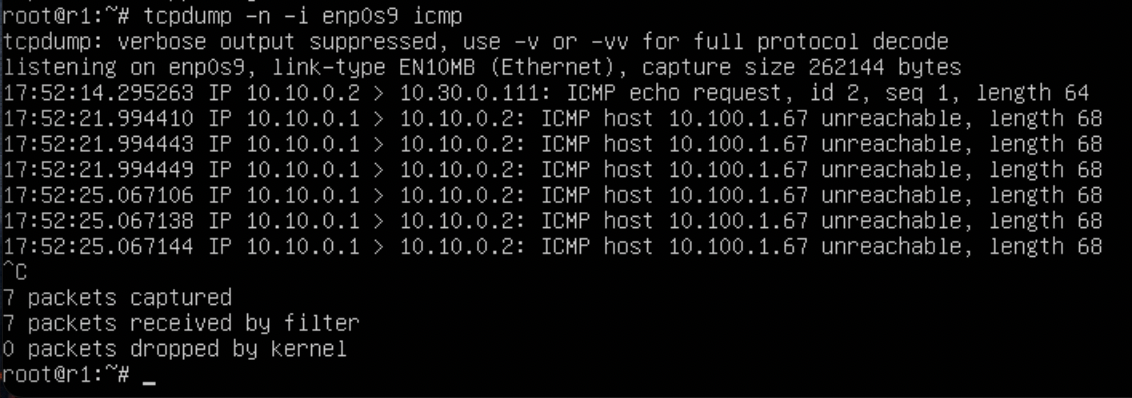 root@r1:~# tcpdump -n -i enp0s9 icmp
tcpdump: verbose output suppressed, use -v or -vv for full protocol decode
listening on enp0s9, link-type EN10MB (Ethernet), capture size 262144 bytes
17:52:14.295263 IP 10.10.0.2 > 10.30.0.111: ICMP echo request, id 2, seq 1, length 64
17:52:21.994410 IP 10.10.0.1 > 10.10.0.2: ICMP host 10.100.1.67 unreachable, length 68
17:52:21.994443 IP 10.10.0.1 > 10.10.0.2: ICMP host 10.100.1.67 unreachable, length 68
17:52:21.994449 IP 10.10.0.1 > 10.10.0.2: ICMP host 10.100.1.67 unreachable, length 68
17:52:25.067106 IP 10.10.0.1 > 10.10.0.2: ICMP host 10.100.1.67 unreachable, length 68
17:52:25.067138 IP 10.10.0.1 > 10.10.0.2: ICMP host 10.100.1.67 unreachable, length 68
17:52:25.067144 IP 10.10.0.1 > 10.10.0.2: ICMP host 10.100.1.67 unreachable, length 68
^C
7 packets captured
7 packets received by filter
0 packets dropped by kernel
root@r1:~# _